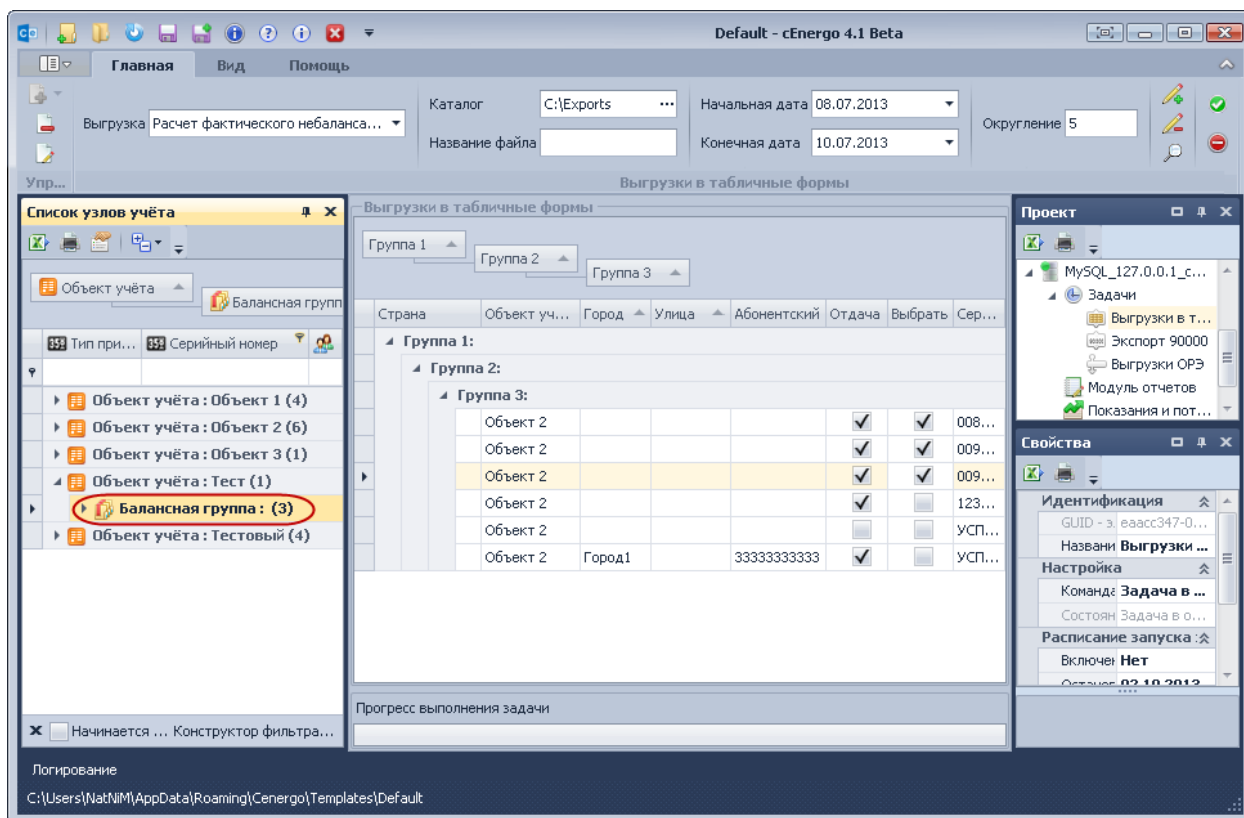 Default - cEnergo 4.1 Beta
Главная Вид Помощь
Выгрузка Расчет фактического небаланса...
Каталог C:\Exports ...
Название файла
Начальная дата 08.07.2013
Конечная дата 10.07.2013
Округление 5
Упр...
Выгрузки в табличные формы
Список узлов учёта
Объект учёта
Балансная групп
Тип при... Серийный номер
Объект учёта : Объект 1 (4)
Объект учёта : Объект 2 (6)
Объект учёта : Объект 3 (1)
Объект учёта : Тест (1)
Балансная группа : (3)
Объект учёта : Тестовый (4)
Начинается ... Конструктор фильтра...
Выгрузки в табличные формы
Группа 1
Группа 2
Группа 3
Страна Объект уч... Город Улица Абонентский Отдача Выбрать Сер...
Группа 1:
Группа 2:
Группа 3:
Объект 2 008...
Объект 2 009...
Объект 2 009...
Объект 2 123...
Объект 2 УСП...
Объект 2 Город1 33333333333 УСП...
Прогресс выполнения задачи
Проект
MySQL_127.0.0.1_c...
Задачи
Выгрузки в т...
Экспорт 90000
Выгрузки ОРЭ
Модуль отчетов
Показания и пот...
Свойства
Идентификация
GUID - э. eaacc347-0...
Названи Выгрузки ...
Настройка
Команда Задача в ...
Состоян Задача в о...
Расписание запуска :
Включен Нет
Останов 02.10.2013
Логирование
C:\Users\NatNiM\AppData\Roaming\Cenergo\Templates\Default